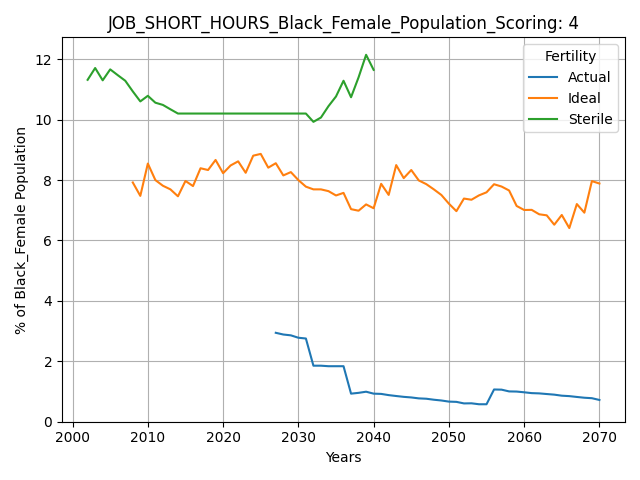 JOB_SHORT_HOURS_Black_Female_Population_Scoring: 4
Fertility
Actual
Ideal
Sterile
% of Black_Female Population
12
10
8
6
4
2
0
2000 2010 2020 2030 2040 2050 2060 2070
Years